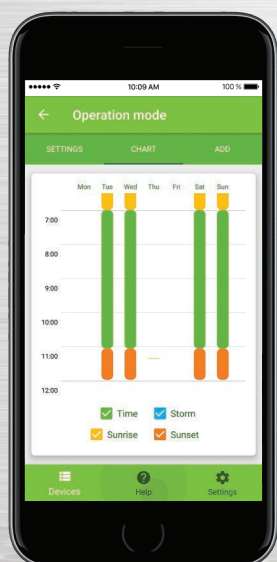 10:09 AM 100 %
Operation mode
SETTINGS CHART ADD
Mon Tue Wed Thu Fri Sat Sun
7:00
8:00
9:00
10:00
11:00
12:00
Time Storm
Sunrise Sunset
Devices Help Settings